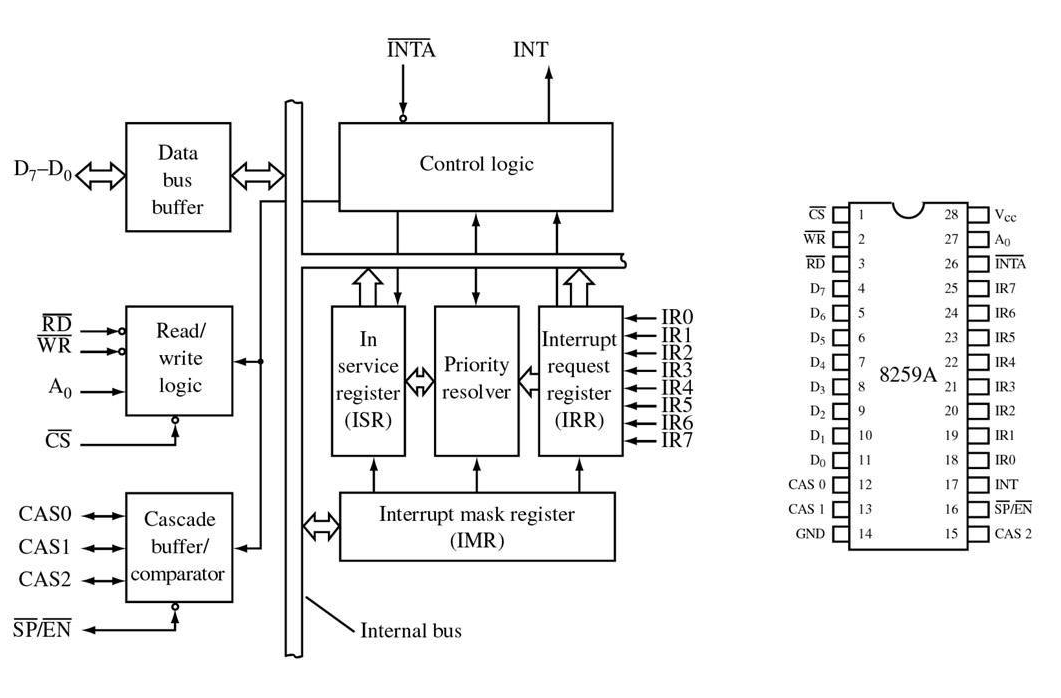 INTA
INT
Data
bus
buffer
D7–D0
Control logic
RD
WR
A0
CS
Read/
write
logic
In
service
register
(ISR)
Priority
resolver
Interrupt
request
register
(IRR)
IR0
IR1
IR2
IR3
IR4
IR5
IR6
IR7
CAS0
CAS1
CAS2
SP/EN
Cascade
buffer/
comparator
Interrupt mask register
(IMR)
Internal bus
8259A
CS 1 28 Vcc
WR 2 27 A0
RD 3 26 INTA
D7 4 25 IR7
D6 5 24 IR6
D5 6 23 IR5
D4 7 22 IR4
D3 8 21 IR3
D2 9 20 IR2
D1 10 19 IR1
D0 11 18 IR0
CAS 0 12 17 INT
CAS 1 13 16 SP/EN
GND 14 15 CAS 2